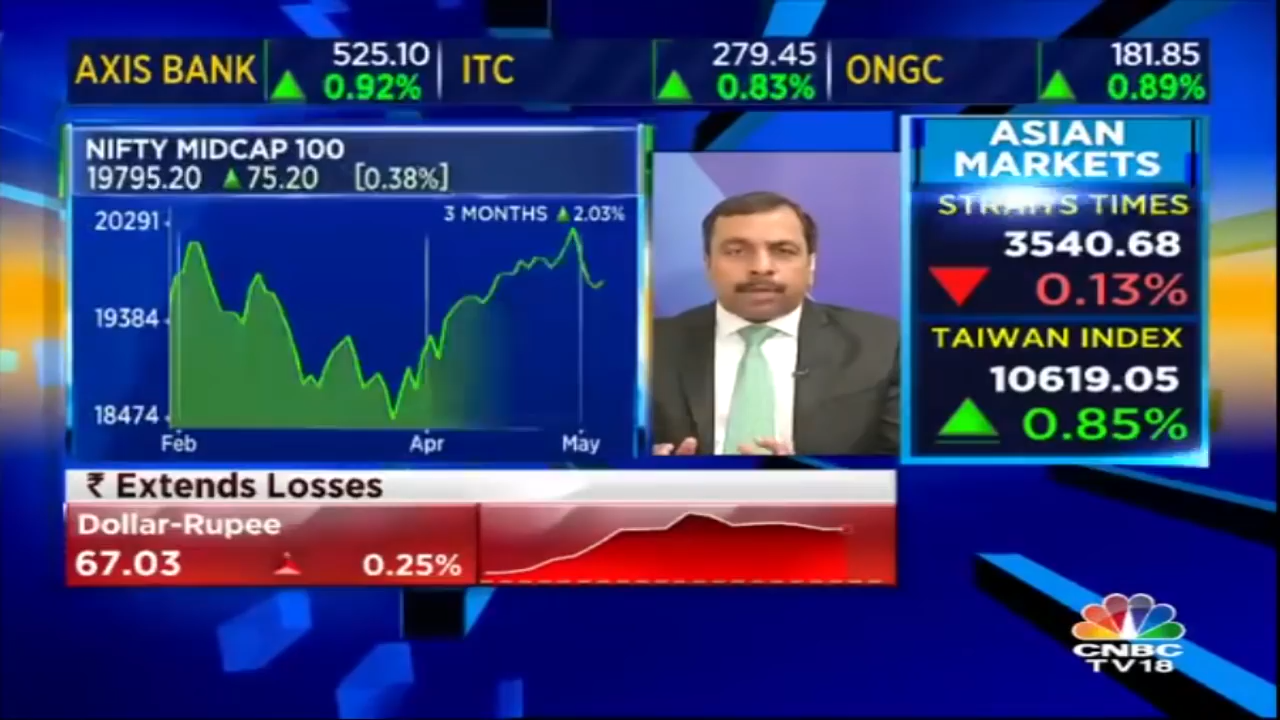 AXIS BANK 525.10 0.92% ITC 279.45 0.83% ONGC 181.85 0.89%
NIFTY MIDCAP 100
19795.20 75.20 [0.38%]
3 MONTHS 2.03%
20291
19384
18474
Feb Apr May
ASIAN
MARKETS
STRAITS TIMES
3540.68
0.13%
TAIWAN INDEX
10619.05
0.85%
₹ Extends Losses
Dollar-Rupee
67.03 0.25%
CNBC
TV18